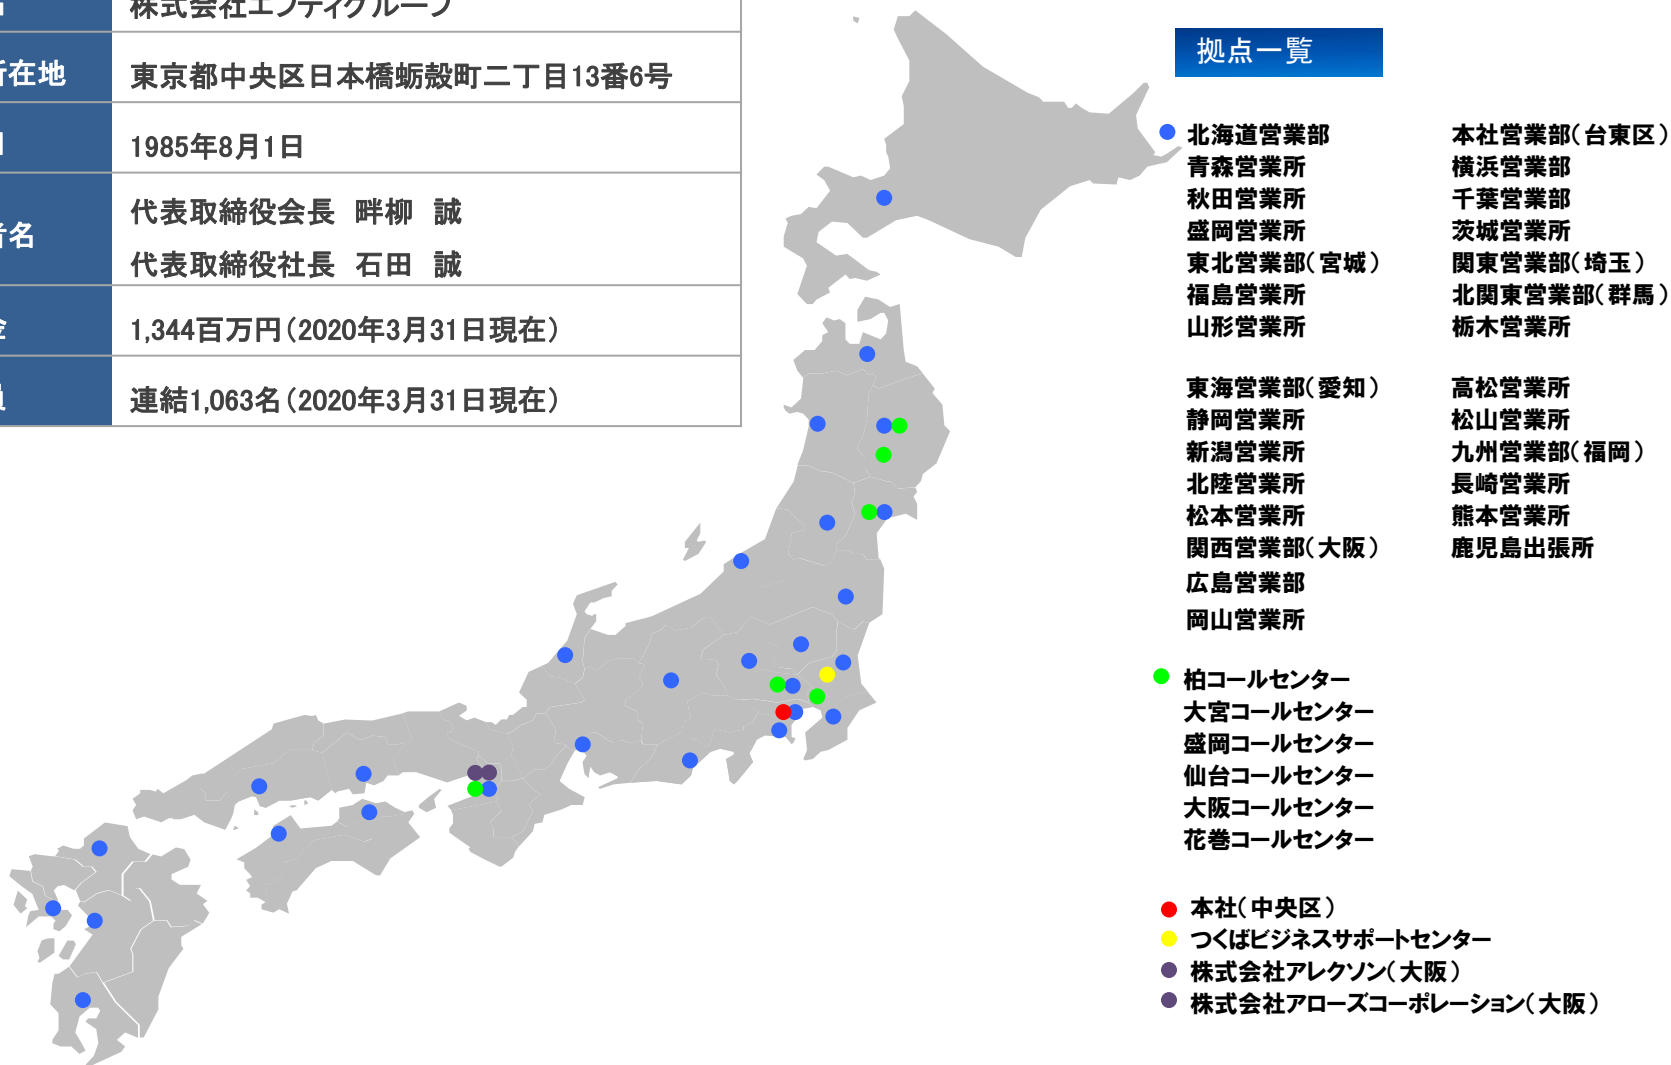 株式会社エフティグループ
所在地
東京都中央区日本橋蛎殻町二丁目13番6号
1985年8月1日
者名
代表取締役会長 畔柳 誠
代表取締役社長 石田 誠
金
1,344百万円（2020年3月31日現在）
員
連結1,063名（2020年3月31日現在）
拠点一覧
北海道営業部 本社営業部（台東区）
青森営業所 横浜営業部
秋田営業所 千葉営業部
盛岡営業所 茨城営業所
東北営業部（宮城） 関東営業部（埼玉）
福島営業所 北関東営業部（群馬）
山形営業所 栃木営業所
東海営業部（愛知） 高松営業所
静岡営業所 松山営業所
新潟営業所 九州営業部（福岡）
北陸営業所 長崎営業所
松本営業所 熊本営業所
関西営業部（大阪） 鹿児島出張所
広島営業部
岡山営業所
柏コールセンター
大宮コールセンター
盛岡コールセンター
仙台コールセンター
大阪コールセンター
花巻コールセンター
本社（中央区）
つくばビジネスサポートセンター
株式会社アレクソン（大阪）
株式会社アローズコーポレーション（大阪）